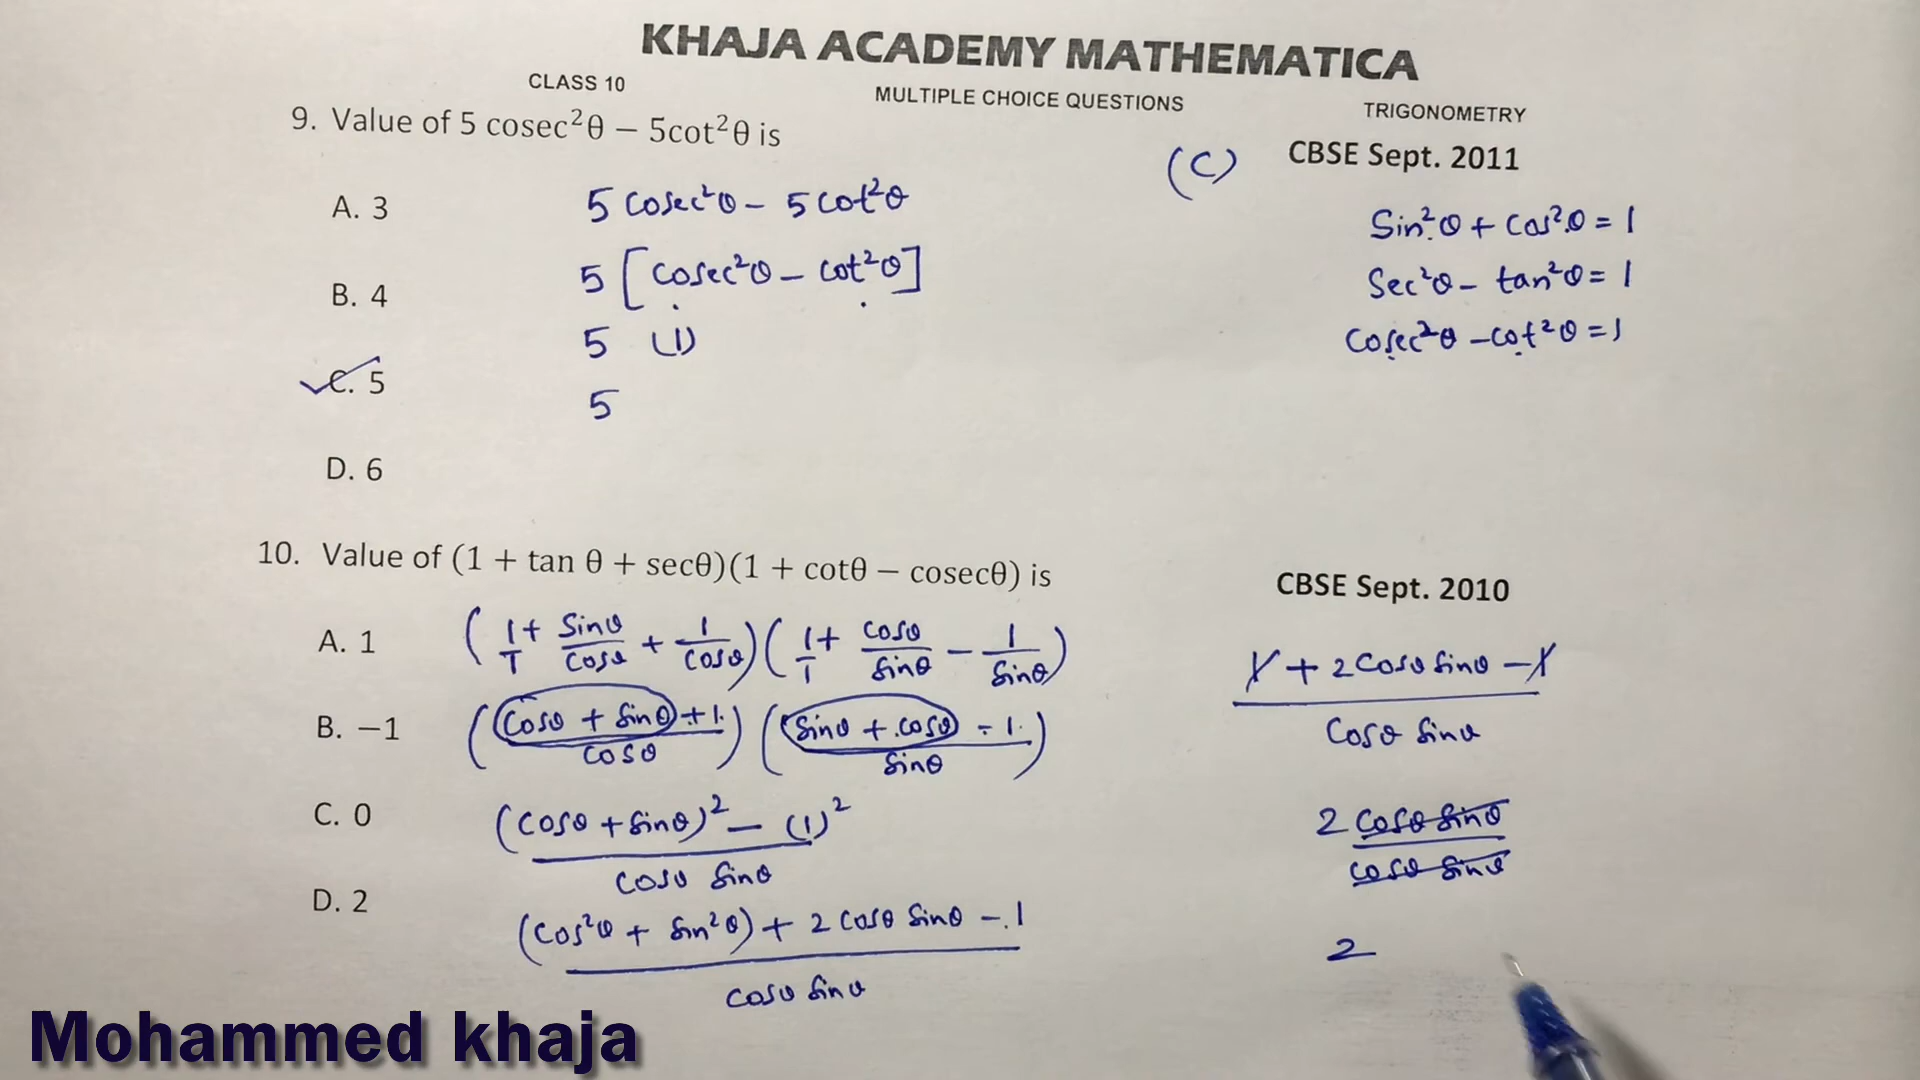 KHAJA ACADEMY MATHEMATICA
CLASS 10 MULTIPLE CHOICE QUESTIONS TRIGONOMETRY
9. Value of 5 cosec²θ − 5cot²θ is
(C) CBSE Sept. 2011
A. 3
B. 4
C. 5
D. 6
5 cosec²θ − 5 cot²θ
5 [cosec²θ − cot²θ]
5 (1)
5
Sin²θ + cos²θ = 1
Sec²θ − tan²θ = 1
Cosec²θ − cot²θ = 1
10. Value of (1 + tan θ + secθ)(1 + cotθ − cosecθ) is
CBSE Sept. 2010
A. 1
B. −1
C. 0
D. 2
(1/1 + Sinθ/Cosθ + 1/Cosθ) (1/1 + Cosθ/Sinθ − 1/Sinθ)
((Cosθ + Sinθ + 1)/Cosθ) ((Sinθ + Cosθ − 1)/Sinθ)
((Cosθ + Sinθ)² − (1)²)/(Cosθ Sinθ)
((Cos²θ + Sin²θ) + 2 Cosθ Sinθ − 1)/(Cosθ Sinθ)
(1 + 2 Cosθ Sinθ − 1)/(Cosθ Sinθ)
2 Cosθ Sinθ/Cosθ Sinθ
2
Mohammed khaja